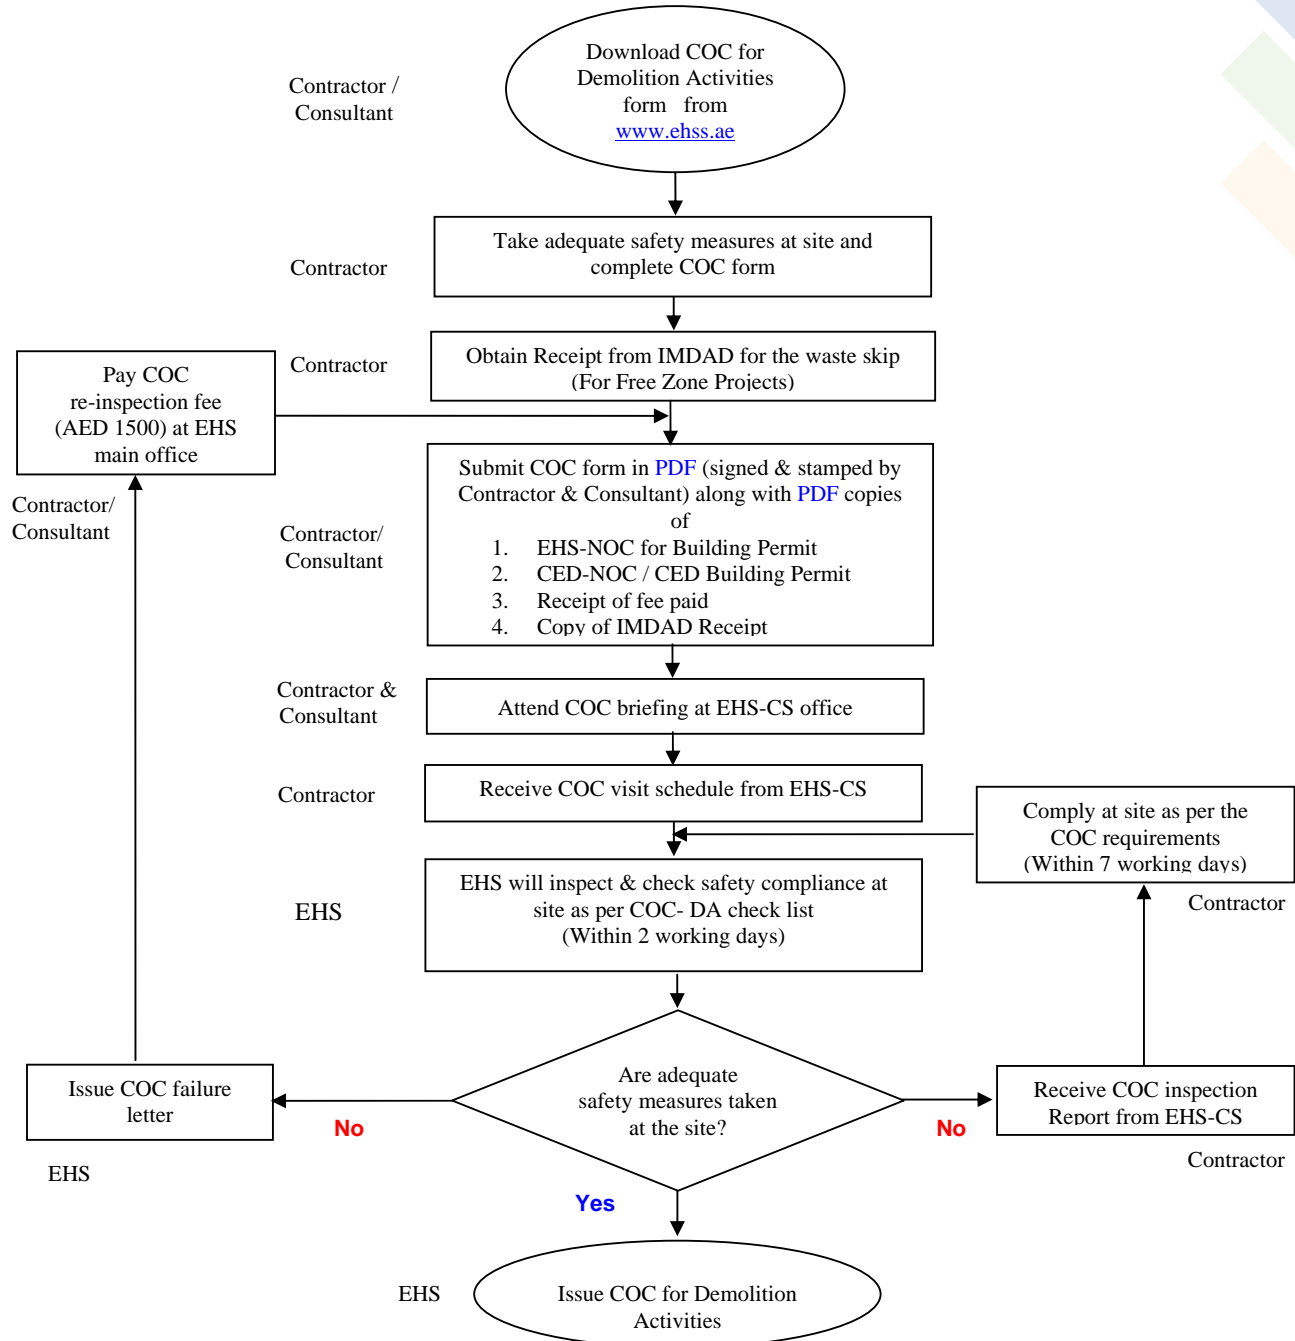 Contractor /
Consultant
Download COC for
Demolition Activities
form from
www.ehss.ae
Contractor
Take adequate safety measures at site and
complete COC form
Contractor
Obtain Receipt from IMDAD for the waste skip
(For Free Zone Projects)
Pay COC
re-inspection fee
(AED 1500) at EHS
main office
Contractor/
Consultant
Contractor/
Consultant
Submit COC form in PDF (signed & stamped by
Contractor & Consultant) along with PDF copies
of
1. EHS-NOC for Building Permit
2. CED-NOC / CED Building Permit
3. Receipt of fee paid
4. Copy of IMDAD Receipt
Contractor &
Consultant
Attend COC briefing at EHS-CS office
Contractor
Receive COC visit schedule from EHS-CS
Comply at site as per the
COC requirements
(Within 7 working days)
Contractor
EHS
EHS will inspect & check safety compliance at
site as per COC- DA check list
(Within 2 working days)
Issue COC failure
letter
EHS
No
Are adequate
safety measures taken
at the site?
No
Receive COC inspection
Report from EHS-CS
Contractor
Yes
EHS
Issue COC for Demolition
Activities